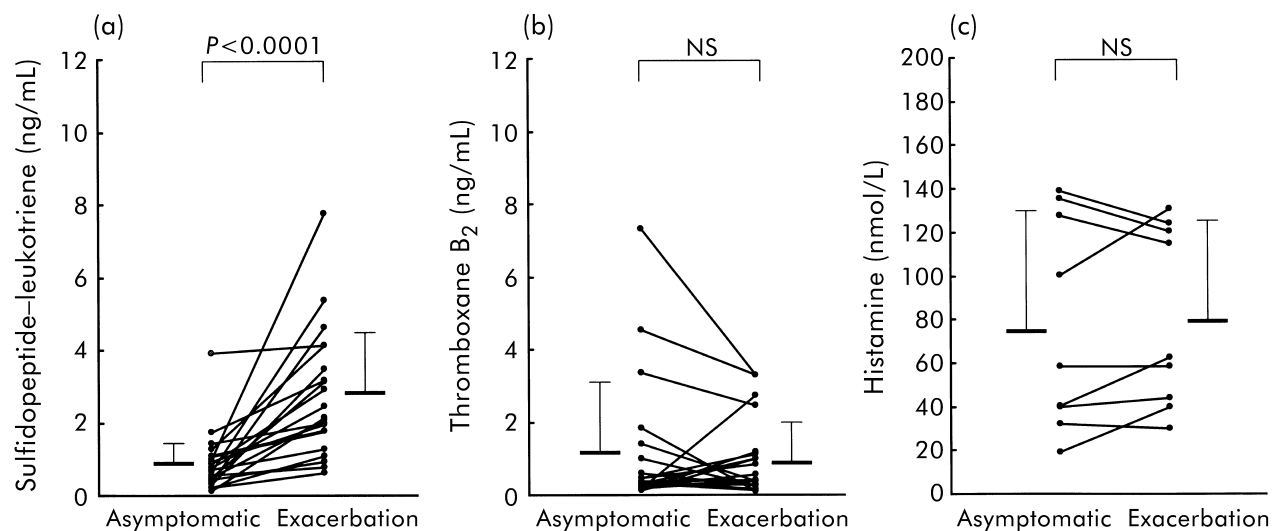 (a)
P<0.0001
Sulfidopeptide–leukotriene (ng/mL)
12
10
8
6
4
2
0
Asymptomatic Exacerbation
(b)
NS
Thromboxane B2 (ng/mL)
12
10
8
6
4
2
0
Asymptomatic Exacerbation
(c)
NS
Histamine (nmol/L)
200
180
160
140
120
100
80
60
40
20
0
Asymptomatic Exacerbation